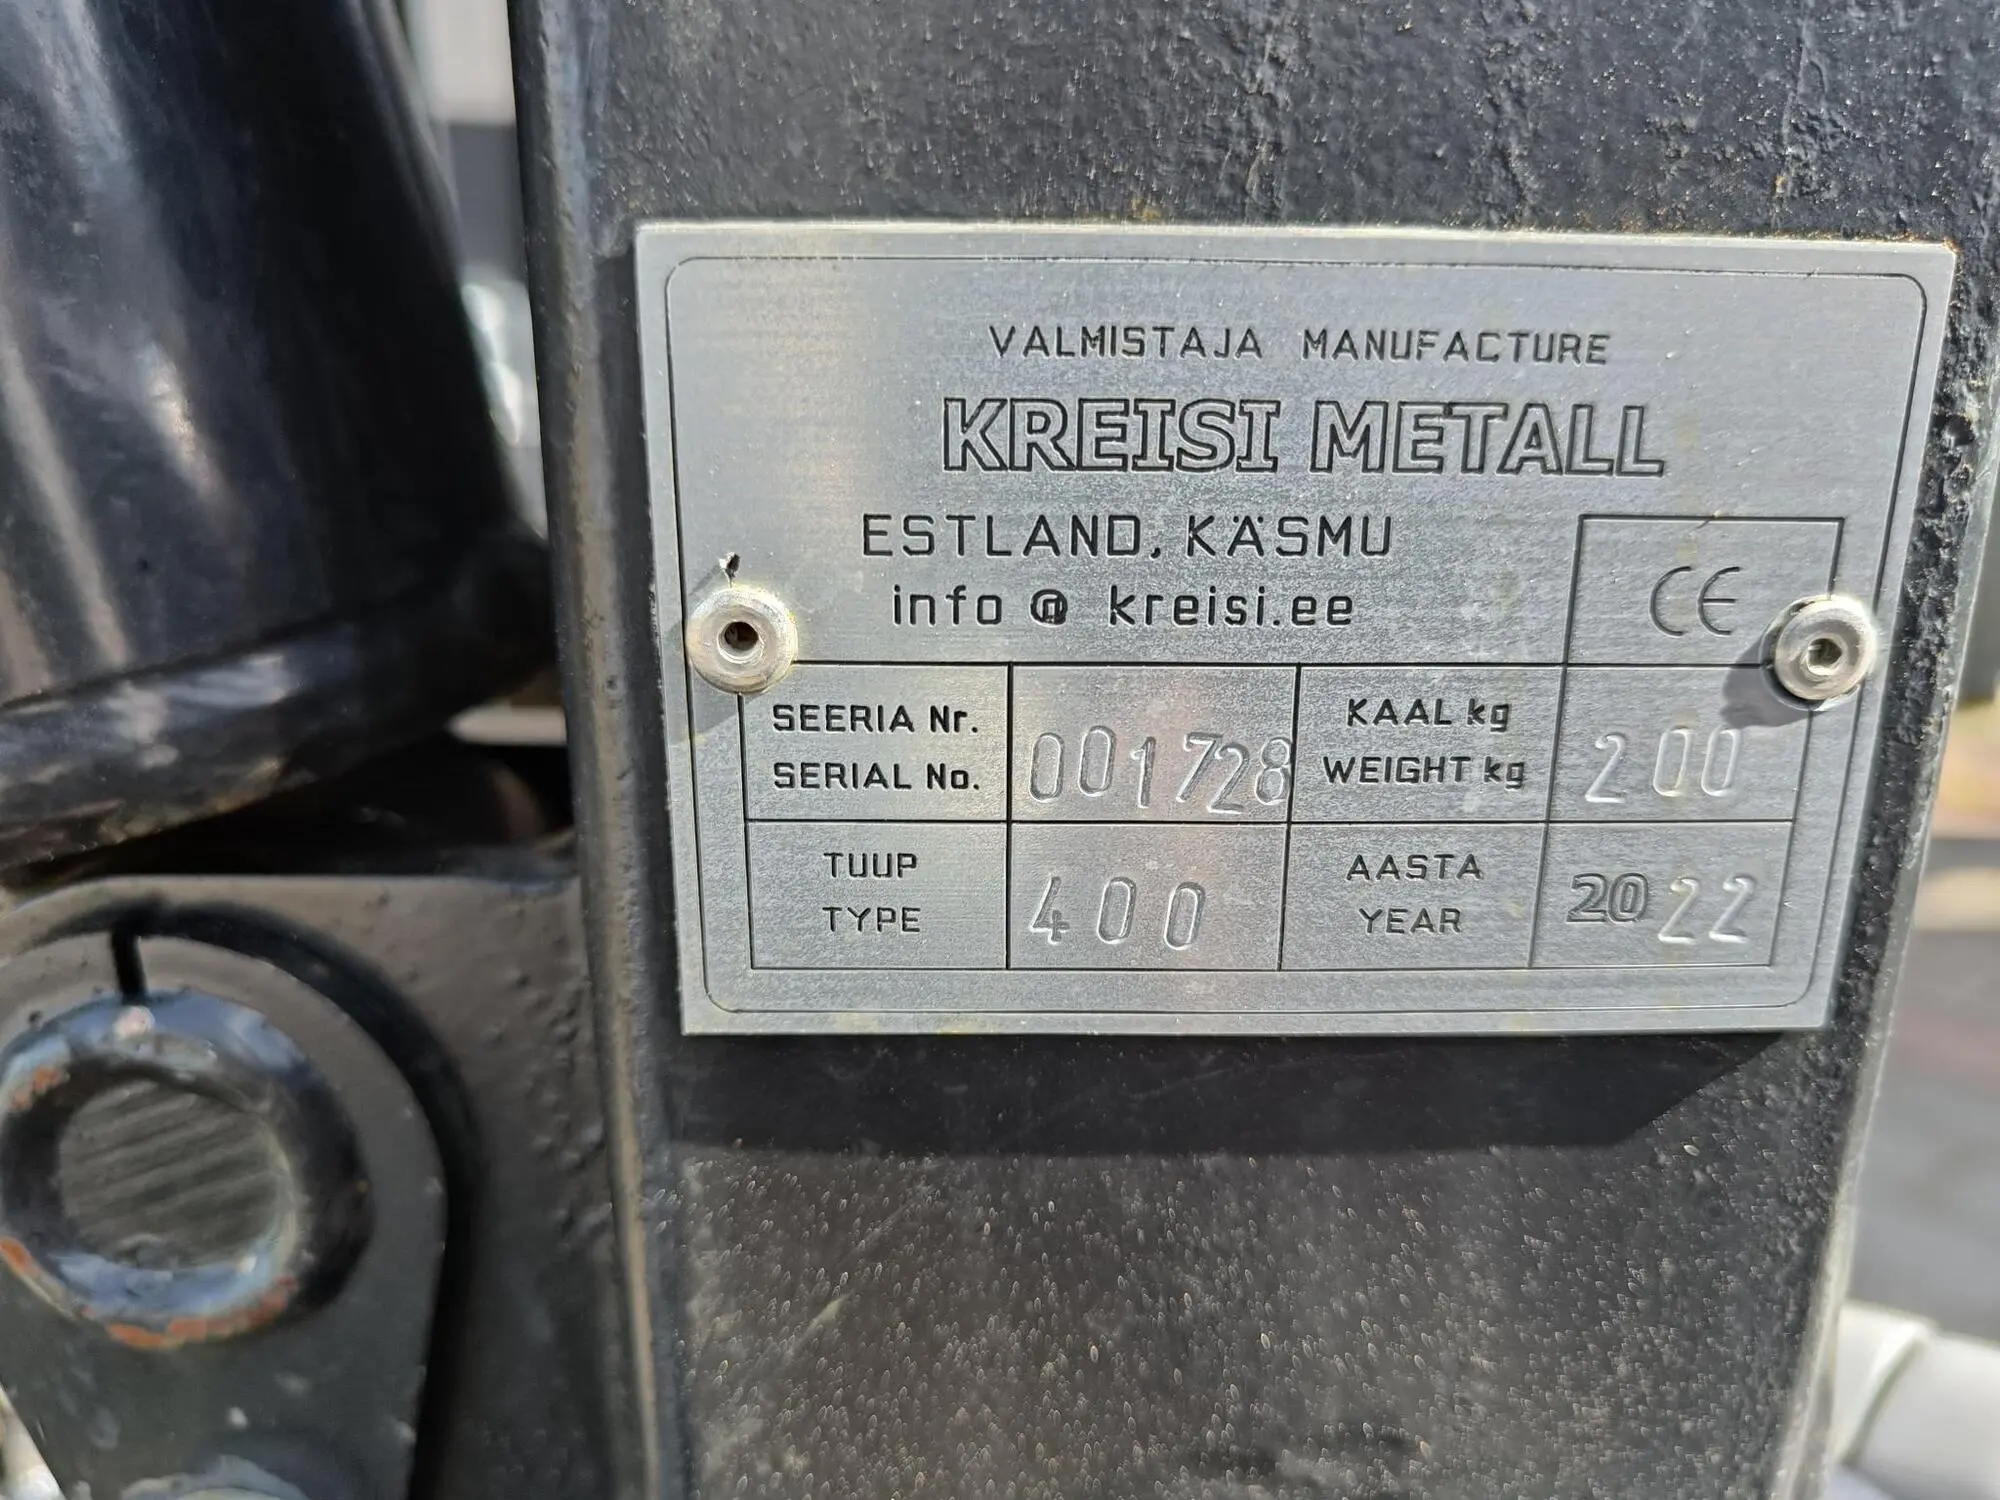 VALMISTAJA MANUFACTURE
KREISI METALL
ESTLAND, KÄSMU
info @ kreisi.ee
CE
SEERIA Nr.
SERIAL No.
001728
KAAL kg
WEIGHT kg
200
TUUP
TYPE
400
AASTA
YEAR
2022